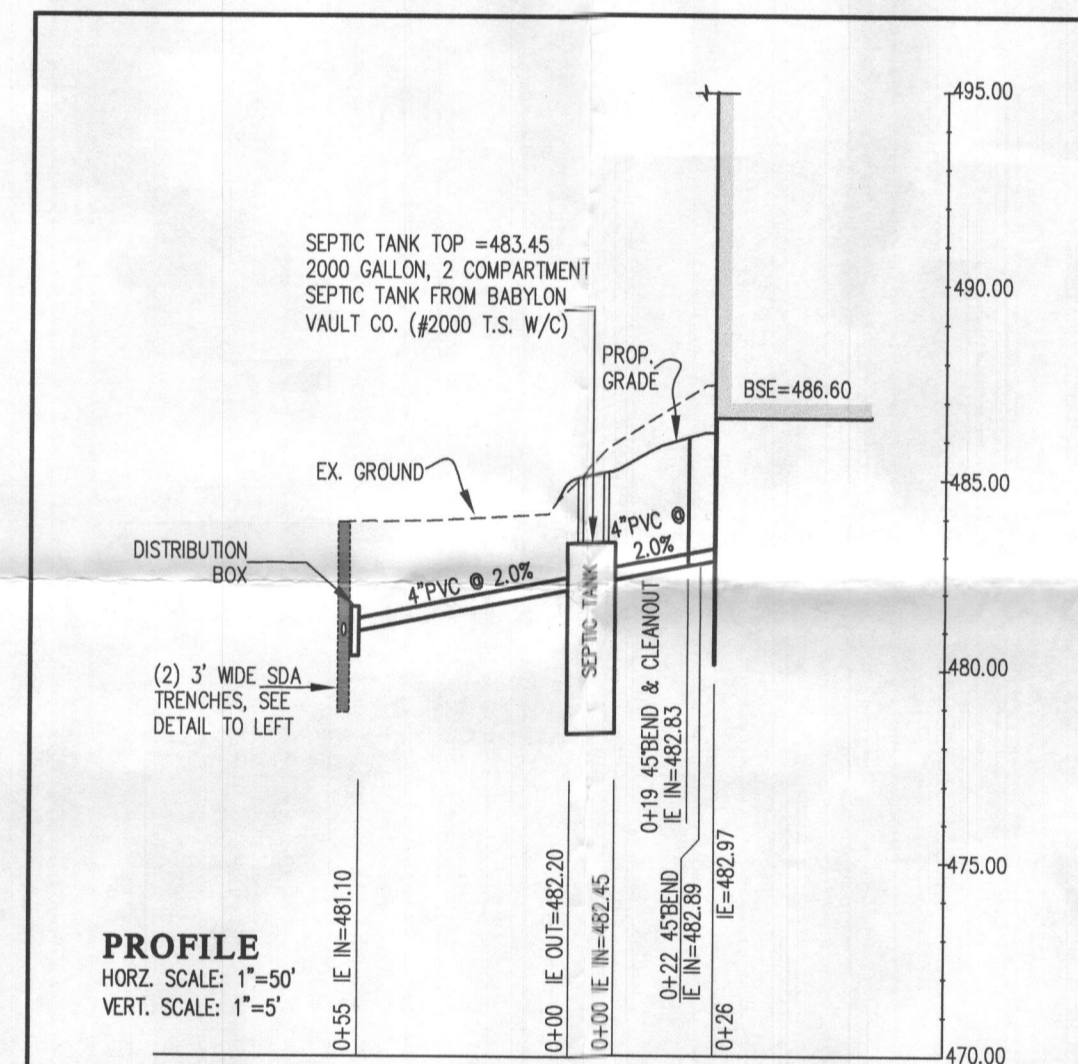 495.00
SEPTIC TANK TOP =483.45
2000 GALLON, 2 COMPARTMENT
SEPTIC TANK FROM BABYLON
VAULT CO. (#2000 T.S. W/C)
490.00
PROP.
GRADE
BSE=486.60
EX. GROUND
485.00
DISTRIBUTION
BOX
4"PVC @ 2.0%
4"PVC @
2.0%
SEPTIC TANK
480.00
(2) 3' WIDE SDA
TRENCHES, SEE
DETAIL TO LEFT
0+19 45°BEND & CLEANOUT
IE IN=482.83
475.00
0+22 45°BEND
IE IN=482.89
IE=482.97
0+26
0+55 IE IN=481.10
0+00 IE OUT=482.20
0+00 IE IN=482.45
PROFILE
HORZ. SCALE: 1"=50'
VERT. SCALE: 1"=5'
470.00